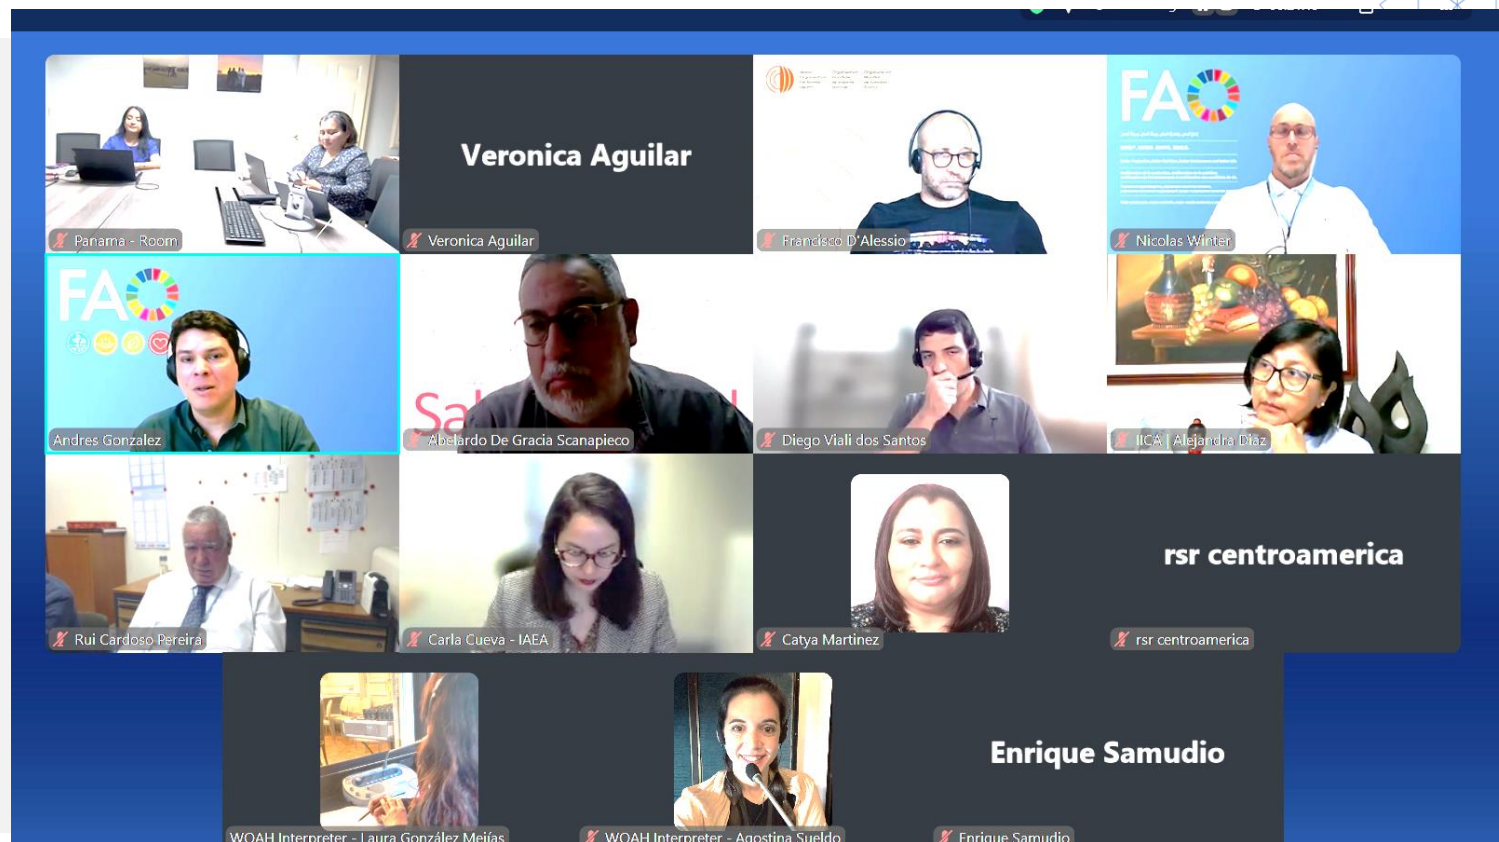 Veronica Aguilar
FAO
Panama - Room
Veronica Aguilar
Francisco D'Alessio
Nicolas Winter
FAO
Sal
Andres Gonzalez
Abelardo De Gracia Scanapieco
Diego Viali dos Santos
IICA | Alejandra Diaz
rsr centroamerica
Rui Cardoso Pereira
Carla Cueva - IAEA
Catya Martinez
rsr centroamerica
Enrique Samudio
WOAH Interpreter - Laura González Mejías
WOAH Interpreter - Agostina Sueldo
Enrique Samudio